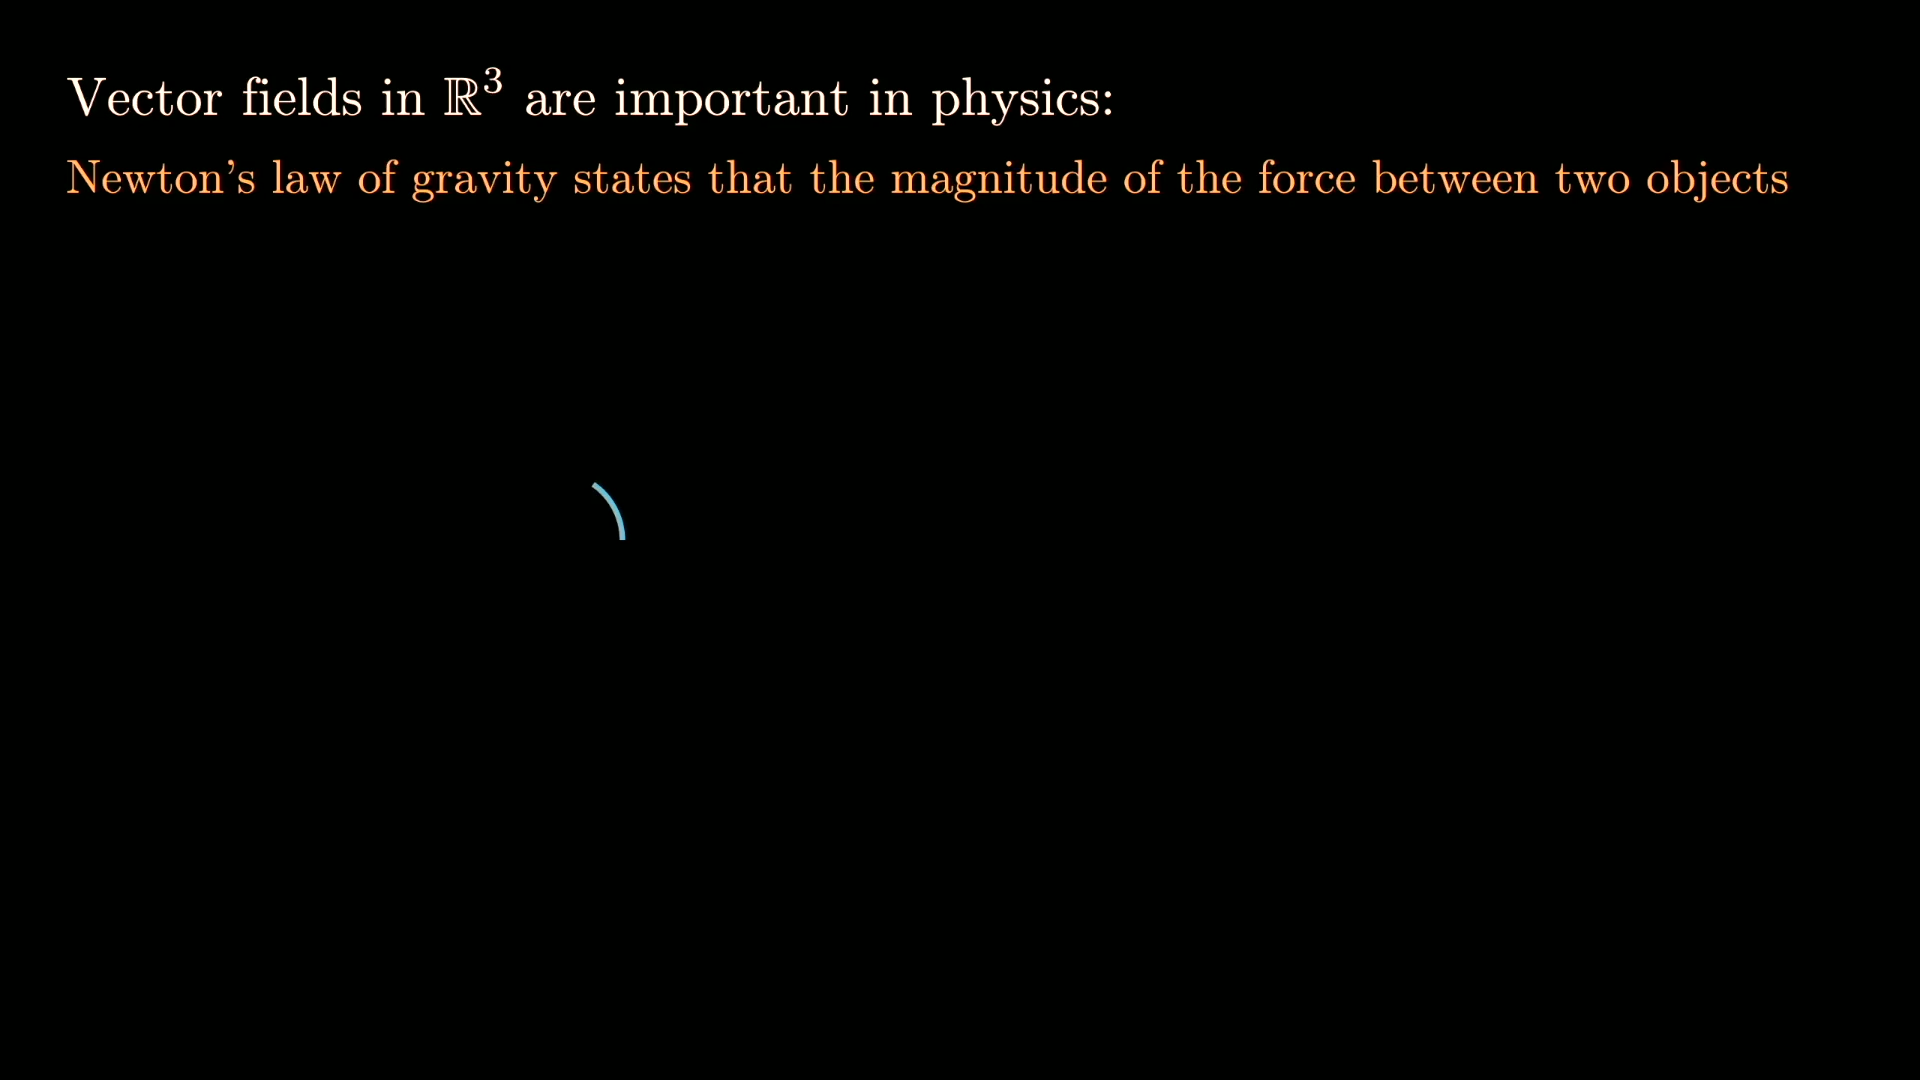 Vector fields in ℝ³ are important in physics:
Newton’s law of gravity states that the magnitude of the force between two objects